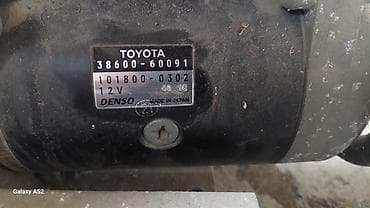 TOYOTA
38600-60091
101800-0302
12V
DENSO MADE IN JAPAN
Galaxy A52